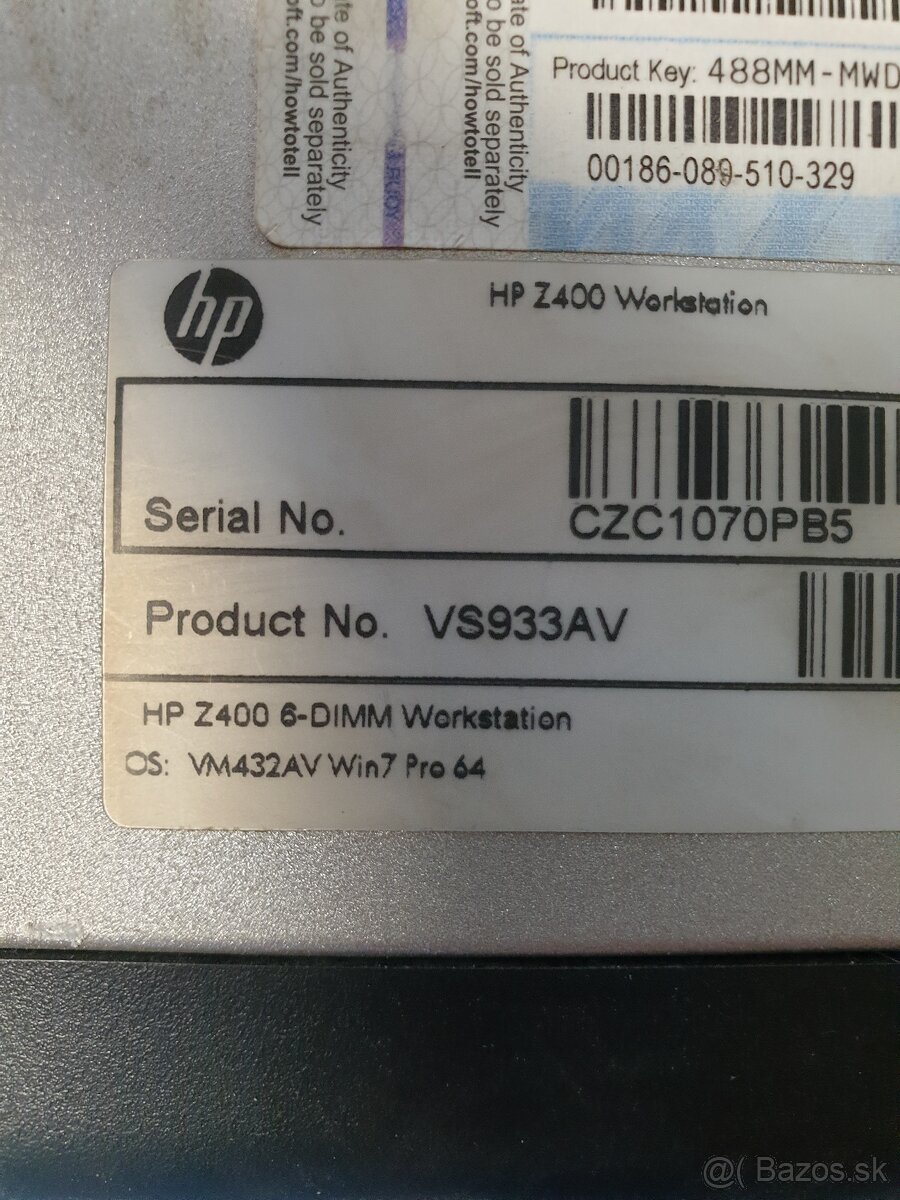 ate of Authenticity
o be sold separately
oft.com/howtotell
ate of Authenticity
o be sold separately
oft.com/howtotell
Product Key: 488MM-MWD
00186-089-510-329
hp
HP Z400 Workstation
Serial No.
CZC1070PB5
Product No. VS933AV
HP Z400 6-DIMM Workstation
OS: VM432AV Win7 Pro 64
@( Bazos.sk